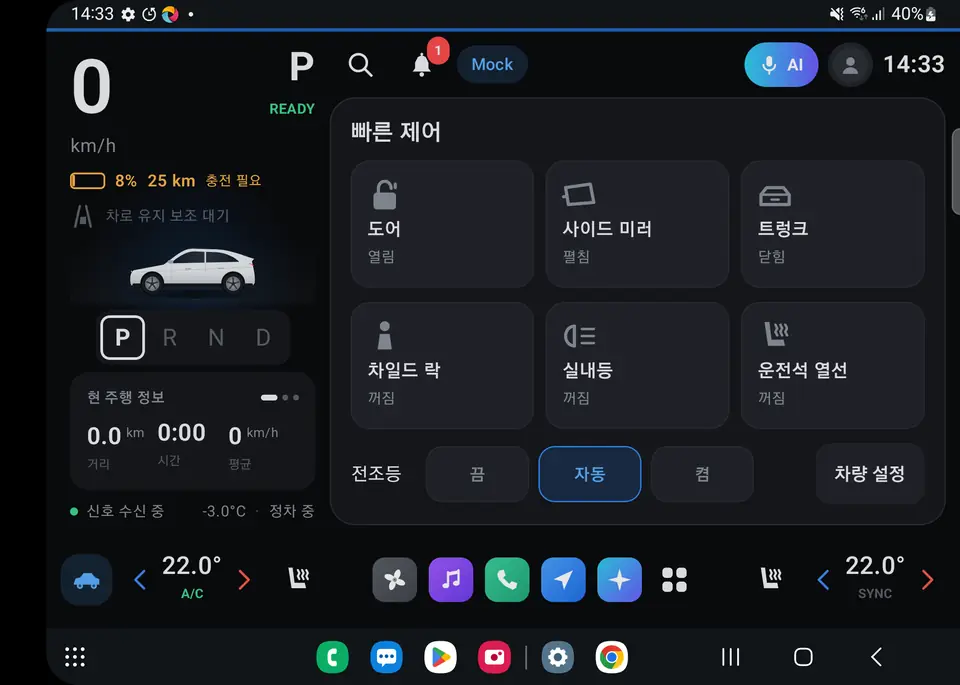 14:33
40%
0
P
READY
km/h
8% 25 km 충전 필요
차로 유지 보조 대기
P R N D
현 주행 정보
0.0 km 0:00 0 km/h
거리 시간 평균
신호 수신 중 -3.0°C · 정차 중
1
Mock
AI
14:33
빠른 제어
도어
열림
사이드 미러
펼침
트렁크
닫힘
차일드 락
꺼짐
실내등
꺼짐
운전석 열선
꺼짐
전조등 끔 자동 켬 차량 설정
22.0°
A/C
22.0°
SYNC